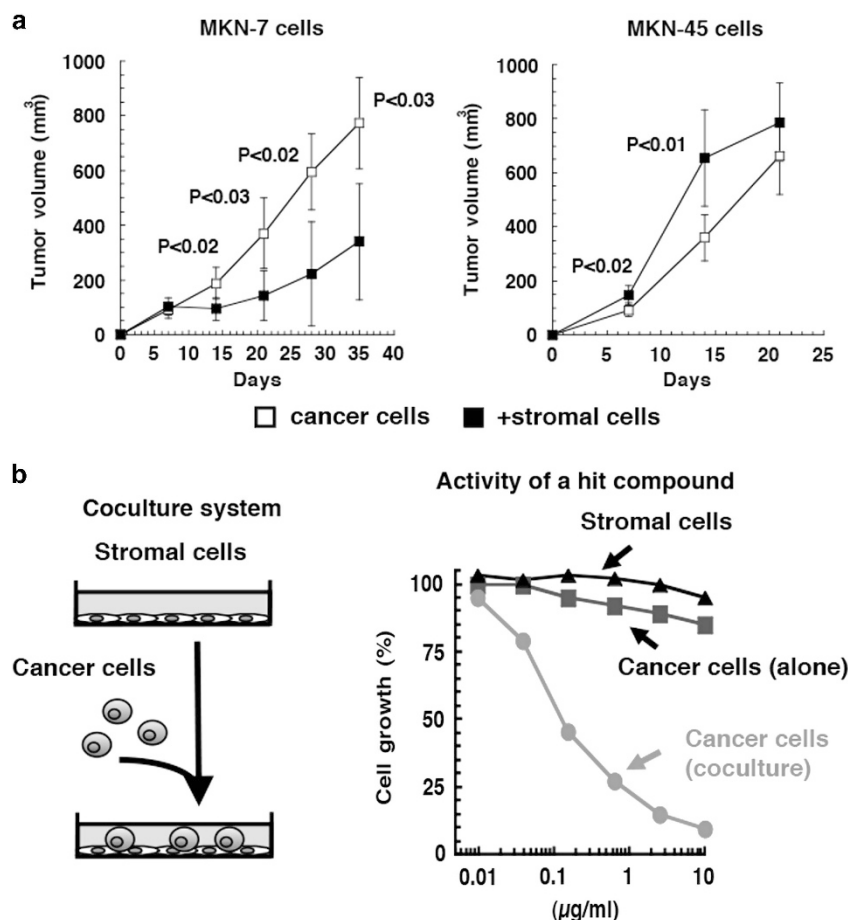 a
MKN-7 cells
Tumor volume (mm3)
1000
800
600
400
200
0
P<0.02
P<0.03
P<0.02
P<0.03
0 5 10 15 20 25 30 35 40
Days
MKN-45 cells
Tumor volume (mm3)
1000
800
600
400
200
0
P<0.02
P<0.01
0 5 10 15 20 25
Days
cancer cells +stromal cells
b
Coculture system
Stromal cells
Cancer cells
Activity of a hit compound
Stromal cells
Cancer cells (alone)
Cancer cells
(coculture)
Cell growth (%)
100
75
50
25
0
0.01 0.1 1 10
(µg/ml)